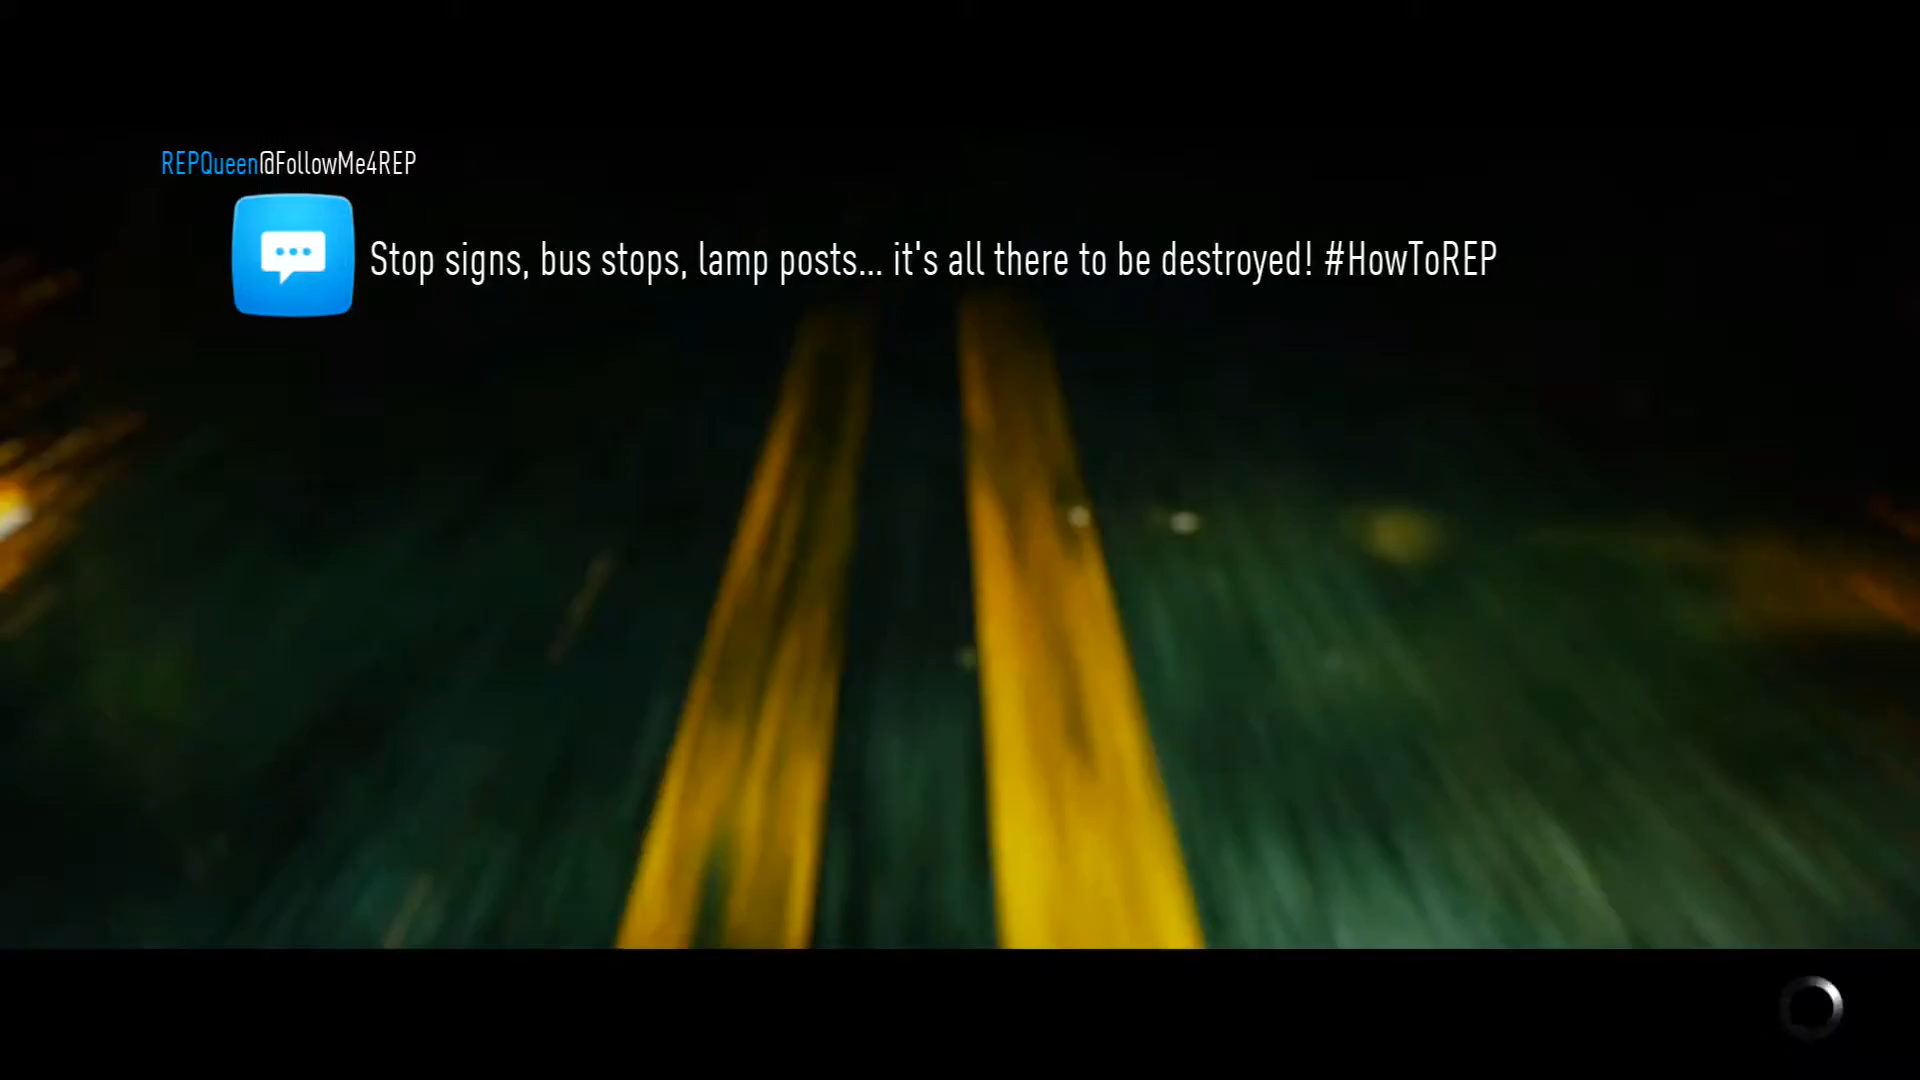 REPQueen@FollowMe4REP
Stop signs, bus stops, lamp posts... it's all there to be destroyed! #HowToREP